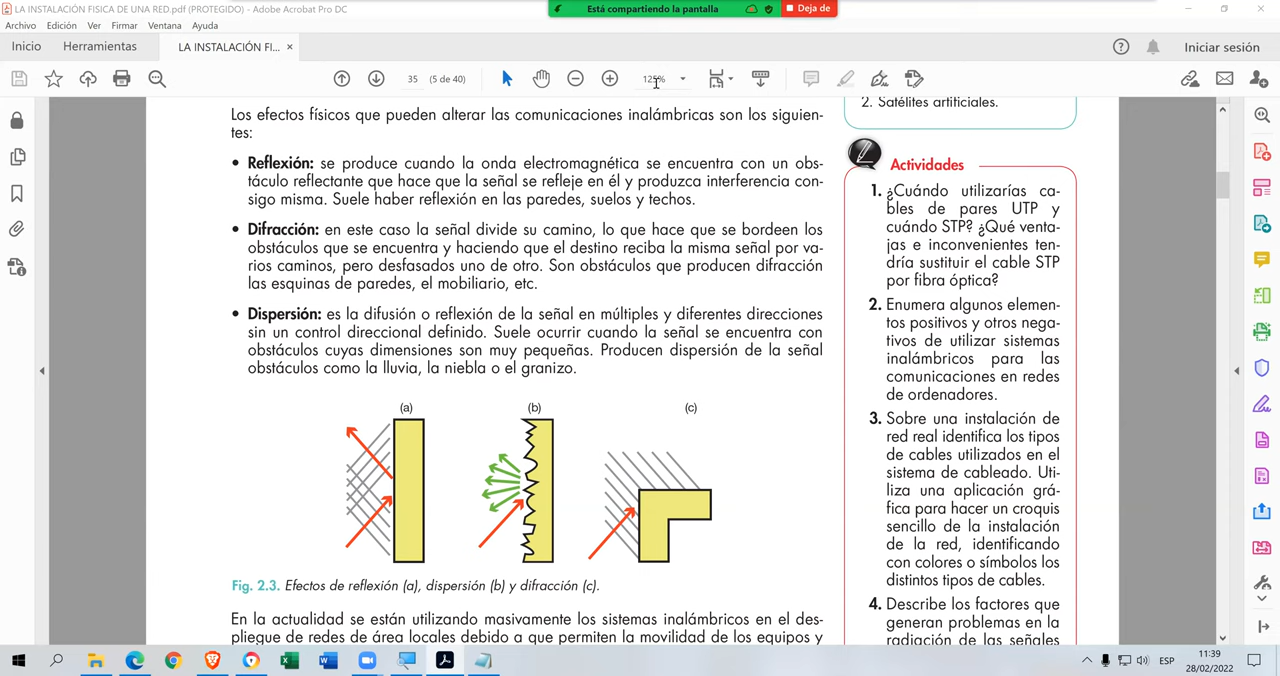 LA INSTALACIÓN FISICA DE UNA RED.pdf (PROTEGIDO) - Adobe Acrobat Pro DC
Está compartiendo la pantalla
Deja de
Archivo Edición Ver Firmar Ventana Ayuda
Inicio Herramientas LA INSTALACIÓN FI... × Iniciar sesión
35 (5 de 40) 125%
Los efectos físicos que pueden alterar las comunicaciones inalámbricas son los siguien-
tes:
• Reflexión: se produce cuando la onda electromagnética se encuentra con un obs-
táculo reflectante que hace que la señal se refleje en él y produzca interferencia con-
sigo misma. Suele haber reflexión en las paredes, suelos y techos.
• Difracción: en este caso la señal divide su camino, lo que hace que se bordeen los
obstáculos que se encuentra y haciendo que el destino reciba la misma señal por va-
rios caminos, pero desfasados uno de otro. Son obstáculos que producen difracción
las esquinas de paredes, el mobiliario, etc.
• Dispersión: es la difusión o reflexión de la señal en múltiples y diferentes direcciones
sin un control direccional definido. Suele ocurrir cuando la señal se encuentra con
obstáculos cuyas dimensiones son muy pequeñas. Producen dispersión de la señal
obstáculos como la lluvia, la niebla o el granizo.
(a) (b) (c)
Fig. 2.3. Efectos de reflexión (a), dispersión (b) y difracción (c).
En la actualidad se están utilizando masivamente los sistemas inalámbricos en el des-
pliegue de redes de área locales debido a que permiten la movilidad de los equipos y
2. Satélites artificiales.
Actividades
1. ¿Cuándo utilizarías ca-
bles de pares UTP y
cuándo STP? ¿Qué venta-
jas e inconvenientes ten-
dría sustituir el cable STP
por fibra óptica?
2. Enumera algunos elemen-
tos positivos y otros nega-
tivos de utilizar sistemas
inalámbricos para las
comunicaciones en redes
de ordenadores.
3. Sobre una instalación de
red real identifica los tipos
de cables utilizados en el
sistema de cableado. Uti-
liza una aplicación grá-
fica para hacer un croquis
sencillo de la instalación
de la red, identificando
con colores o símbolos los
distintos tipos de cables.
4. Describe los factores que
generan problemas en la
radiación de las señales
ESP
11:39
28/02/2022